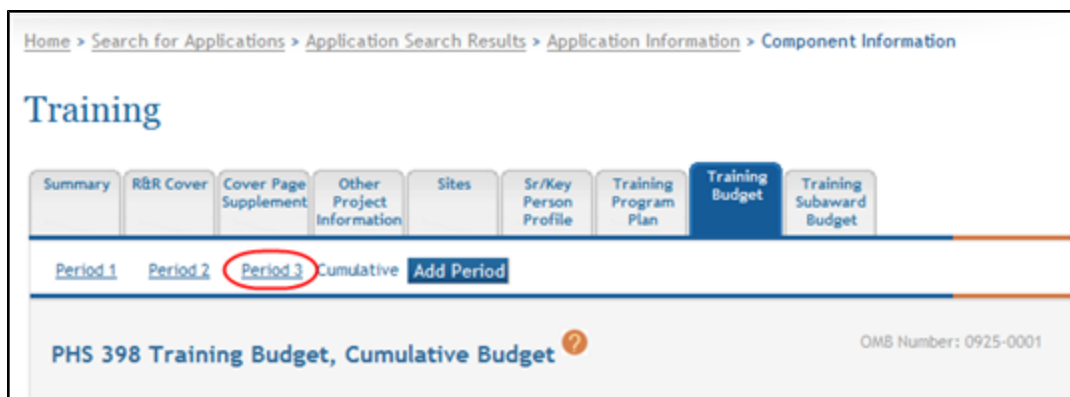 Home > Search for Applications > Application Search Results > Application Information > Component Information
Training
Summary
R&R Cover
Cover Page
Supplement
Other
Project
Information
Sites
Sr/Key
Person
Profile
Training
Program
Plan
Training
Budget
Training
Subaward
Budget
Period 1 Period 2 Period 3 Cumulative Add Period
PHS 398 Training Budget, Cumulative Budget ?
OMB Number: 0925-0001